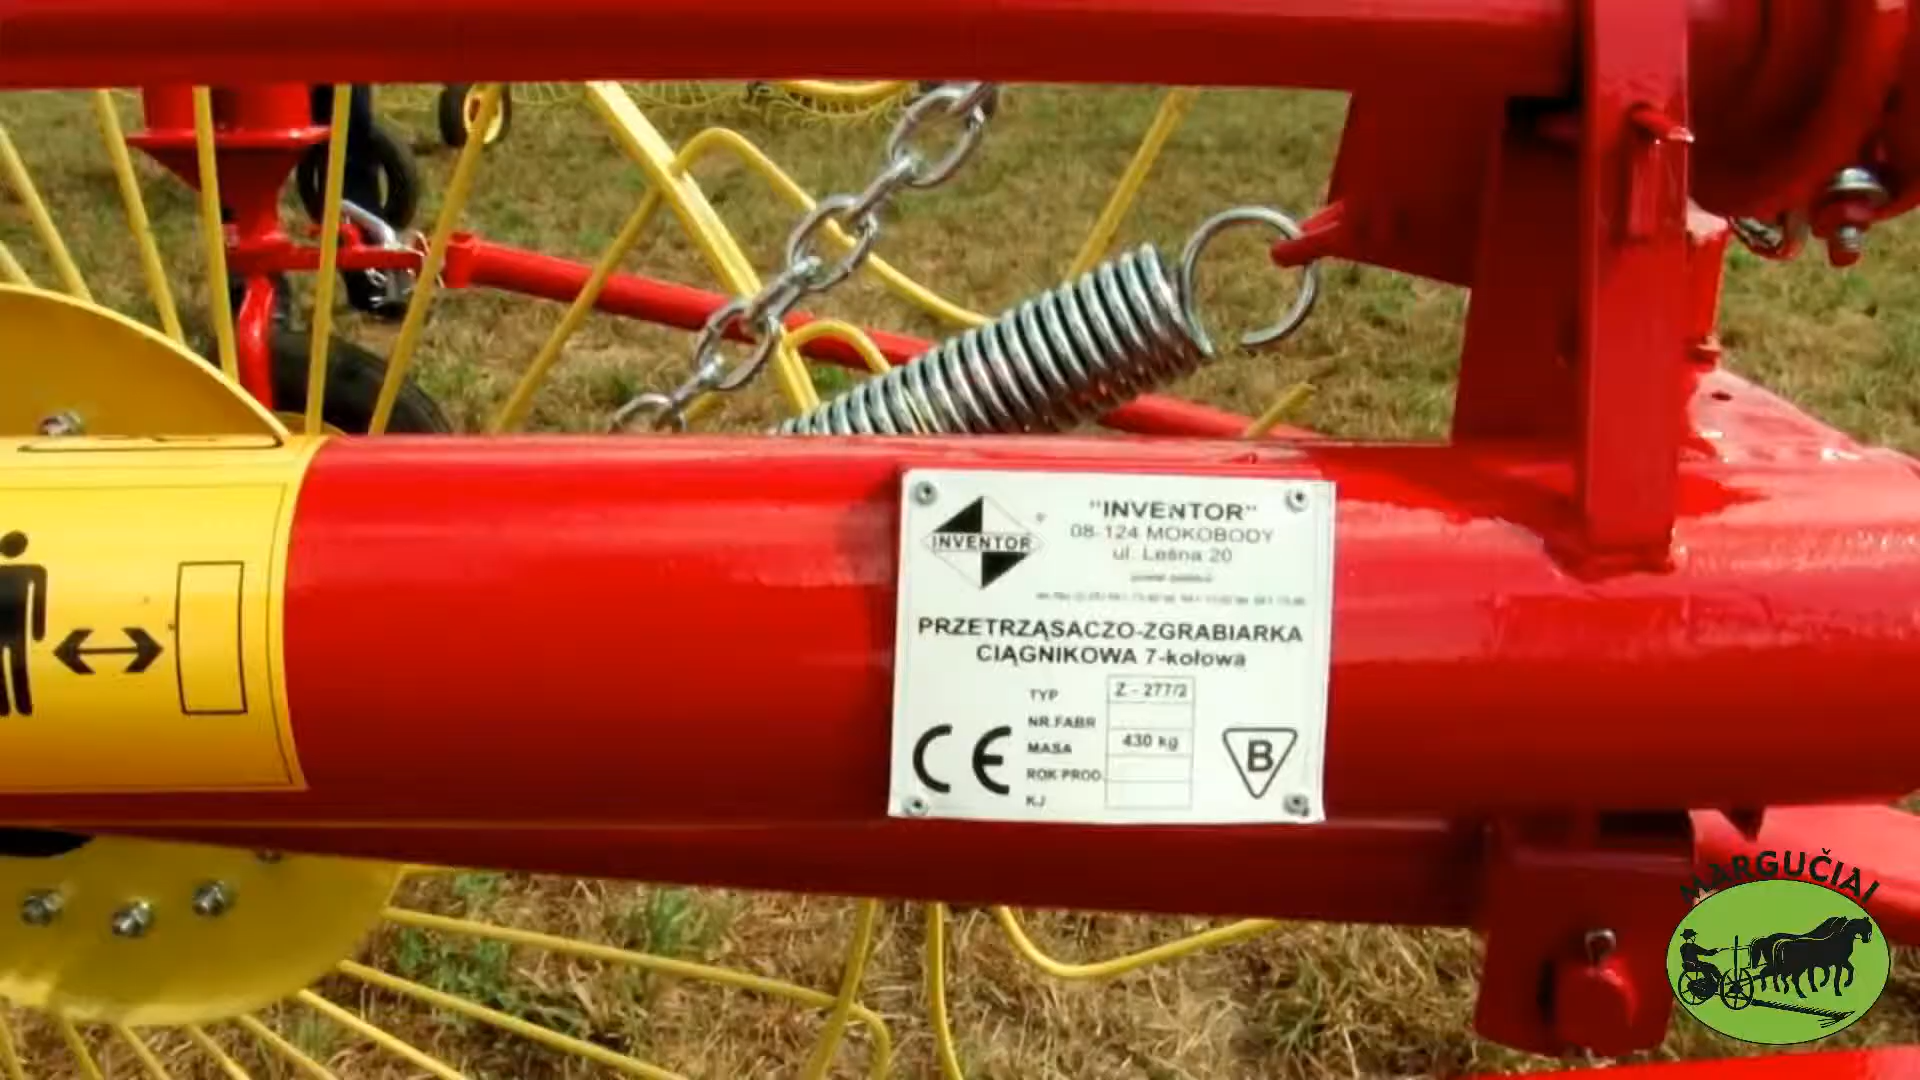 "INVENTOR"
08-124 MOKOBODY
ul. Leśna 20
INVENTOR
PRZETRZĄSACZO-ZGRABIARKA
CIĄGNIKOWA 7-kołowa
TYP Z - 277/2
NR.FABR
MASA 430 kg
ROK PROD.
KJ
CE
B
MARGUČIAI